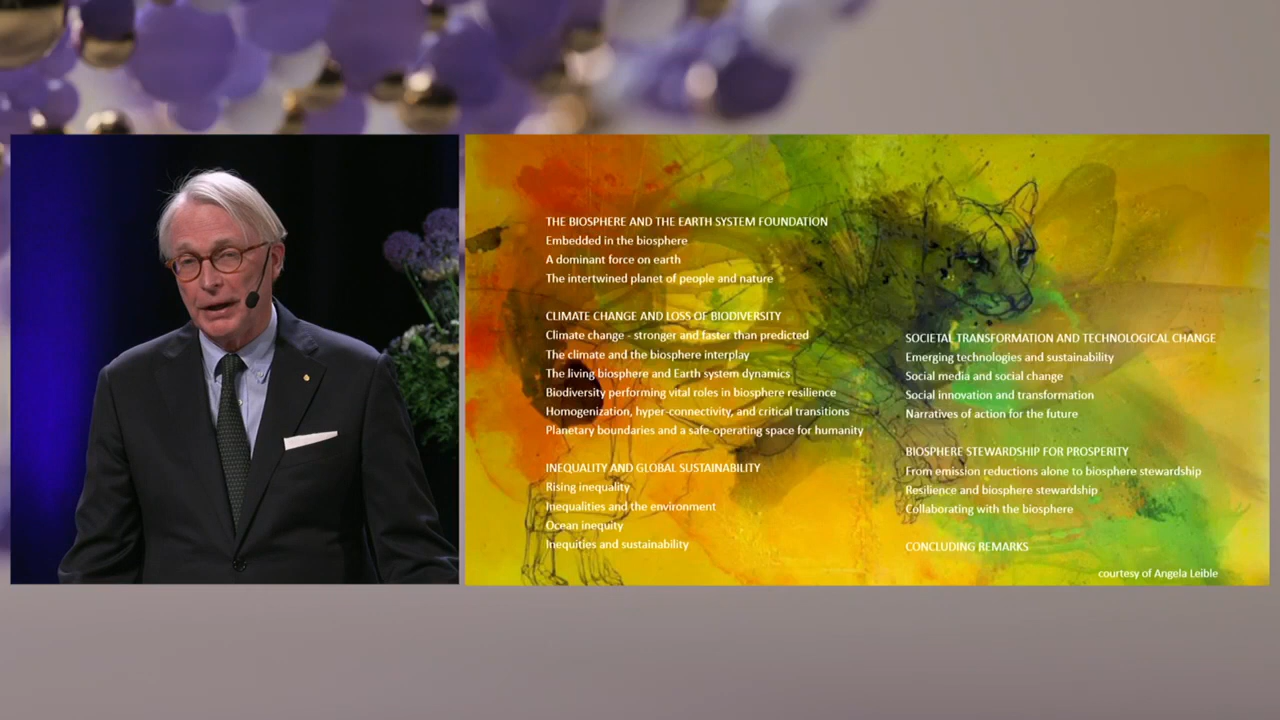 THE BIOSPHERE AND THE EARTH SYSTEM FOUNDATION
Embedded in the biosphere
A dominant force on earth
The intertwined planet of people and nature
CLIMATE CHANGE AND LOSS OF BIODIVERSITY
Climate change - stronger and faster than predicted
The climate and the biosphere interplay
The living biosphere and Earth system dynamics
Biodiversity performing vital roles in biosphere resilience
Homogenization, hyper-connectivity, and critical transitions
Planetary boundaries and a safe-operating space for humanity
INEQUALITY AND GLOBAL SUSTAINABILITY
Rising inequality
Inequalities and the environment
Ocean inequity
Inequities and sustainability
SOCIETAL TRANSFORMATION AND TECHNOLOGICAL CHANGE
Emerging technologies and sustainability
Social media and social change
Social innovation and transformation
Narratives of action for the future
BIOSPHERE STEWARDSHIP FOR PROSPERITY
From emission reductions alone to biosphere stewardship
Resilience and biosphere stewardship
Collaborating with the biosphere
CONCLUDING REMARKS
courtesy of Angela Leible